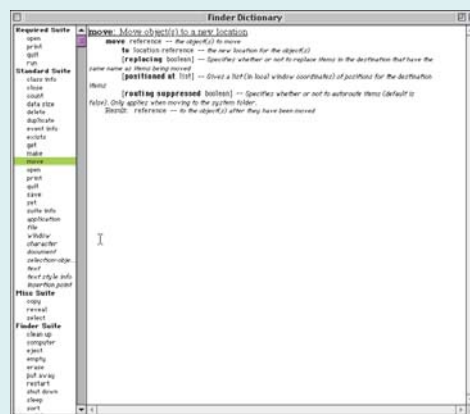 Finder Dictionary
Required Suite
open
print
quit
run
Standard Suite
class info
close
count
data size
delete
duplicate
event info
exists
get
make
move
open
print
quit
save
set
suite info
application
file
window
character
document
selection-obje...
text
text style info
insertion point
Misc Suite
copy
reveal
select
Finder Suite
clean up
computer
eject
empty
erase
put away
restart
shut down
sleep
sort
move: Move object(s) to a new location
move reference -- the object(s) to move
to location reference -- the new location for the object(s)
[replacing boolean] -- Specifies whether or not to replace items in the destination that have the
same name as items being moved
[positioned at list] -- Gives a list (in local window coordinates) of positions for the destination
items
[routing suppressed boolean] -- Specifies whether or not to autoroute items (default is
false). Only applies when moving to the system folder.
Result: reference -- to the object(s) after they have been moved